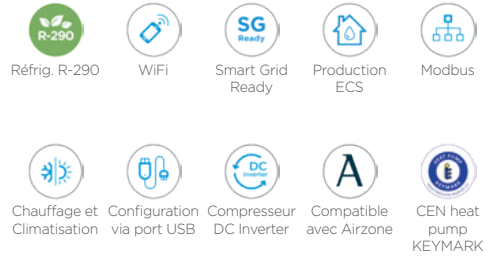 R-290
SG
Ready
Réfrig. R-290
WiFi
Smart Grid
Ready
Production
ECS
Modbus
DC
Inverter
A
HEAT PUMP
KEYMARK
Chauffage et
Climatisation
Configuration
via port USB
Compresseur
DC Inverter
Compatible
avec Airzone
CEN heat
pump
KEYMARK